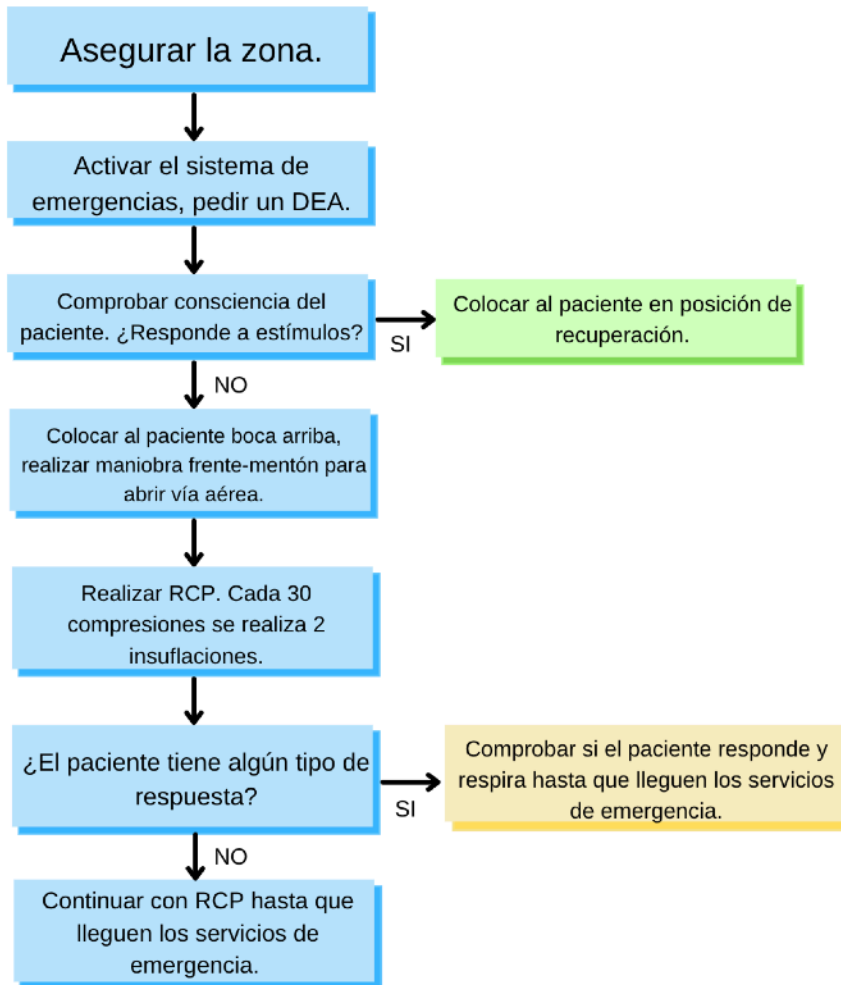 Asegurar la zona.
Activar el sistema de
emergencias, pedir un DEA.
Comprobar consciencia del
paciente. ¿Responde a estímulos?
SI
Colocar al paciente en posición de
recuperación.
NO
Colocar al paciente boca arriba,
realizar maniobra frente-mentón para
abrir vía aérea.
Realizar RCP. Cada 30
compresiones se realiza 2
insuflaciones.
¿El paciente tiene algún tipo de
respuesta?
SI
Comprobar si el paciente responde y
respira hasta que lleguen los servicios
de emergencia.
NO
Continuar con RCP hasta que
lleguen los servicios de
emergencia.